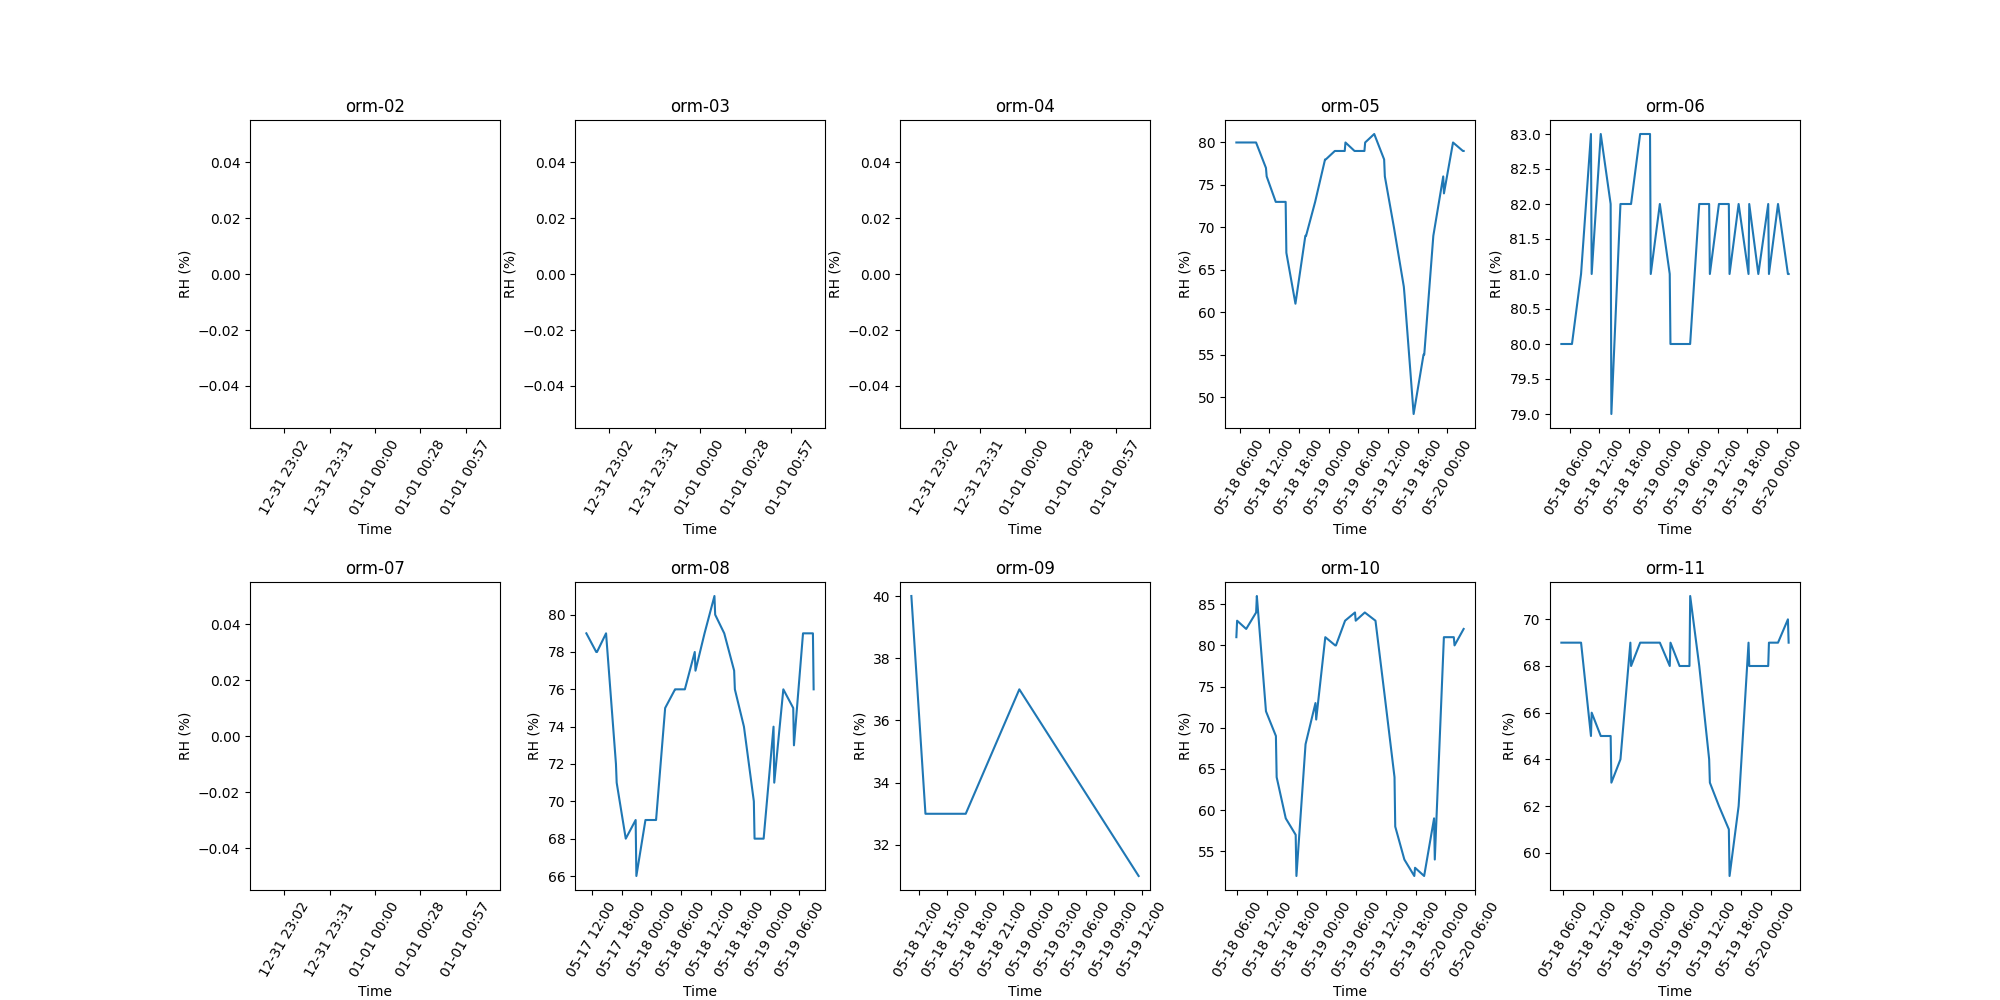 orm-02 orm-03 orm-04 orm-05 orm-06
RH (%) RH (%) RH (%) RH (%) RH (%)
0.04 0.02 0.00 −0.02 −0.04
0.04 0.02 0.00 −0.02 −0.04
0.04 0.02 0.00 −0.02 −0.04
80 75 70 65 60 55 50
83.0 82.5 82.0 81.5 81.0 80.5 80.0 79.5 79.0
12-31 23:02 12-31 23:31 01-01 00:00 01-01 00:28 01-01 00:57
12-31 23:02 12-31 23:31 01-01 00:00 01-01 00:28 01-01 00:57
12-31 23:02 12-31 23:31 01-01 00:00 01-01 00:28 01-01 00:57
05-18 06:00 05-18 12:00 05-18 18:00 05-19 00:00 05-19 06:00 05-19 12:00 05-19 18:00 05-20 00:00
05-18 06:00 05-18 12:00 05-18 18:00 05-19 00:00 05-19 06:00 05-19 12:00 05-19 18:00 05-20 00:00
Time Time Time Time Time
orm-07 orm-08 orm-09 orm-10 orm-11
RH (%) RH (%) RH (%) RH (%) RH (%)
0.04 0.02 0.00 −0.02 −0.04
80 78 76 74 72 70 68 66
40 38 36 34 32
85 80 75 70 65 60 55
70 68 66 64 62 60
12-31 23:02 12-31 23:31 01-01 00:00 01-01 00:28 01-01 00:57
05-17 12:00 05-17 18:00 05-18 00:00 05-18 06:00 05-18 12:00 05-18 18:00 05-19 00:00 05-19 06:00
05-18 12:00 05-18 15:00 05-18 18:00 05-18 21:00 05-19 00:00 05-19 03:00 05-19 06:00 05-19 09:00 05-19 12:00
05-18 06:00 05-18 12:00 05-18 18:00 05-19 00:00 05-19 06:00 05-19 12:00 05-19 18:00 05-20 00:00 05-20 06:00
05-18 06:00 05-18 12:00 05-18 18:00 05-19 00:00 05-19 06:00 05-19 12:00 05-19 18:00 05-20 00:00
Time Time Time Time Time